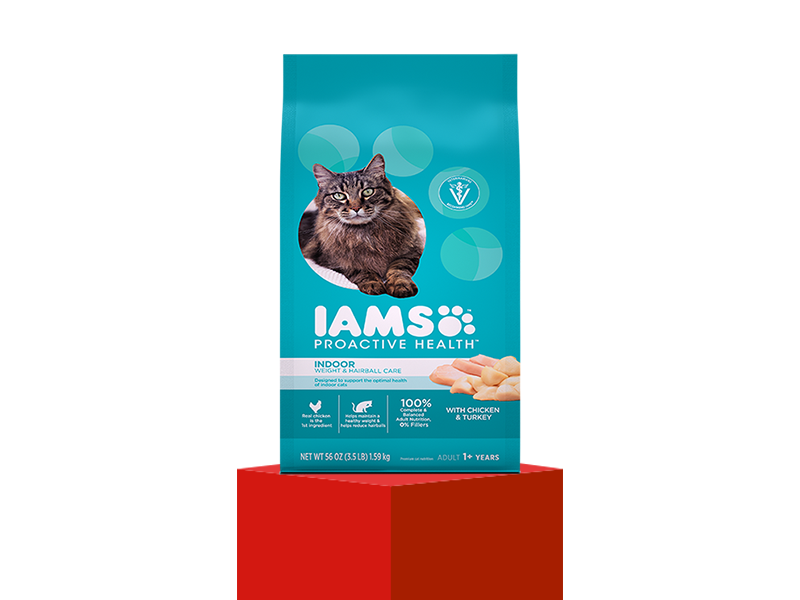 IAMS™
PROACTIVE HEALTH™
INDOOR
WEIGHT & HAIRBALL CARE
Designed to support the optimal health
of indoor cats
Real chicken
is the
1st ingredient
Helps maintain a
healthy weight &
helps reduce hairballs
100%
Complete &
Balanced
Adult Nutrition,
0% Fillers
WITH CHICKEN
& TURKEY
NET WT 56 OZ (3.5 LB) 1.59 kg
ADULT 1+ YEARS